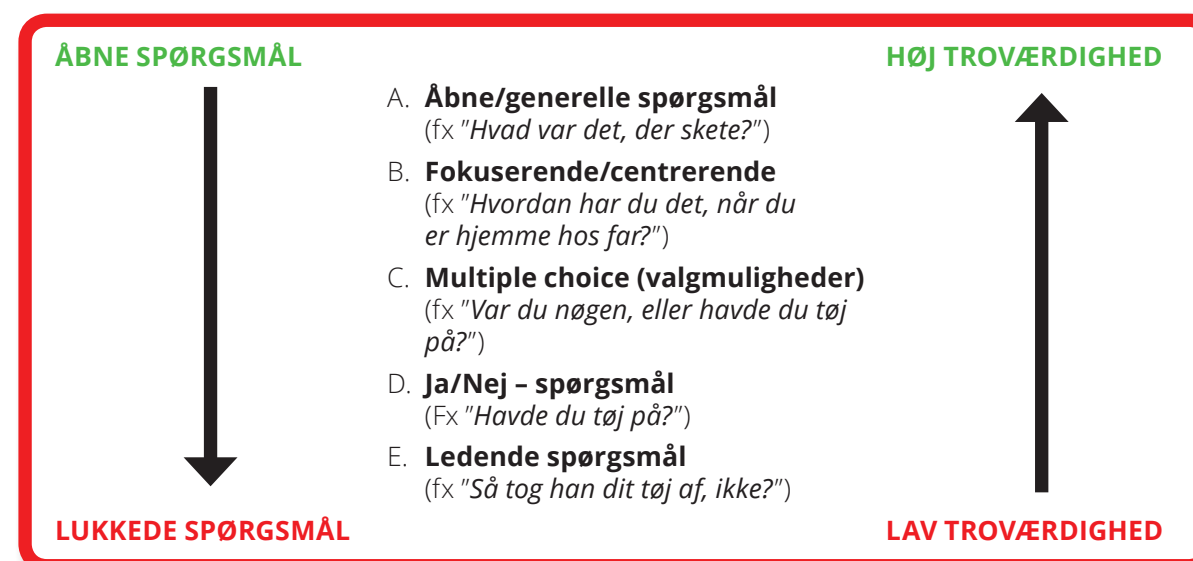 ÅBNE SPØRGSMÅL
HØJ TROVÆRDIGHED
A. Åbne/generelle spørgsmål
(fx "Hvad var det, der skete?")
B. Fokuserende/centrerende
(fx "Hvordan har du det, når du
er hjemme hos far?")
C. Multiple choice (valgmuligheder)
(fx "Var du nøgen, eller havde du tøj
på?")
D. Ja/Nej – spørgsmål
(Fx "Havde du tøj på?")
E. Ledende spørgsmål
(fx "Så tog han dit tøj af, ikke?")
LUKKEDE SPØRGSMÅL
LAV TROVÆRDIGHED